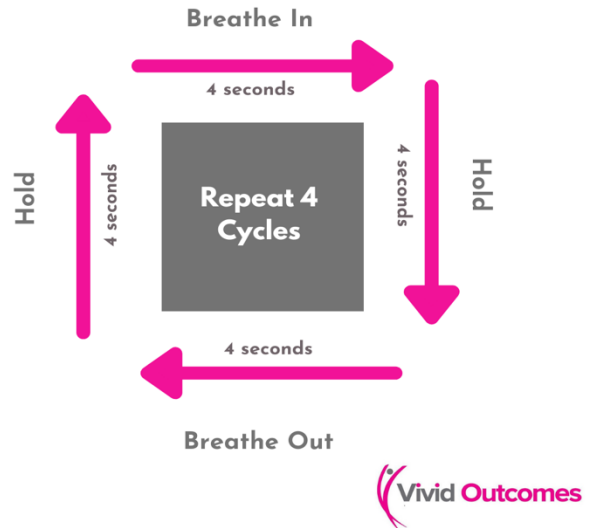 Breathe In
4 seconds
Hold
4 seconds
Repeat 4
Cycles
4 seconds
Hold
4 seconds
Breathe Out
Vivid Outcomes